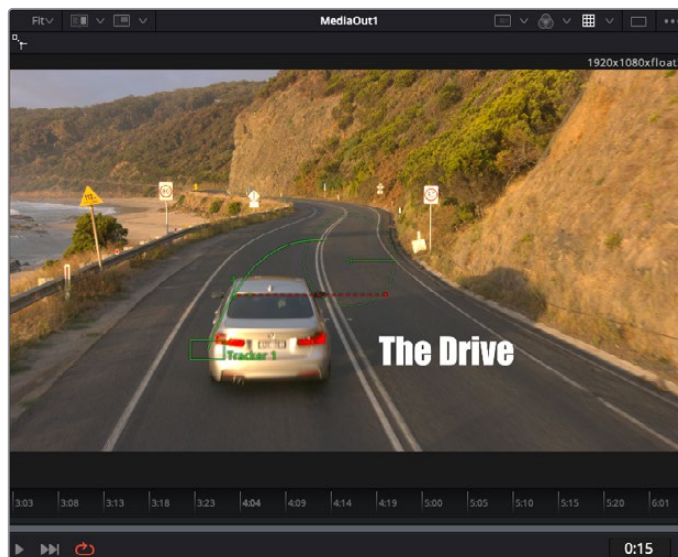 Fit
MediaOut1
1920x1080xfloat
Tracker 1
The Drive
3:03 3:08 3:13 3:18 3:23 4:04 4:09 4:14 4:19 5:00 5:05 5:10 5:15 5:20 6:01
0:15